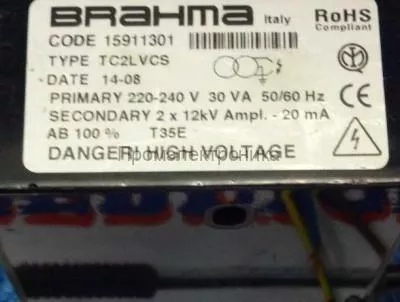 BRAHMA Italy
RoHS
Compliant
CODE 15911301
TYPE TC2LVCS
DATE 14-08
PRIMARY 220-240 V 30 VA 50/60 Hz
SECONDARY 2 x 12kV Ampl. - 20 mA
AB 100 % T35E
DANGER! HIGH VOLTAGE
Промэлектроника